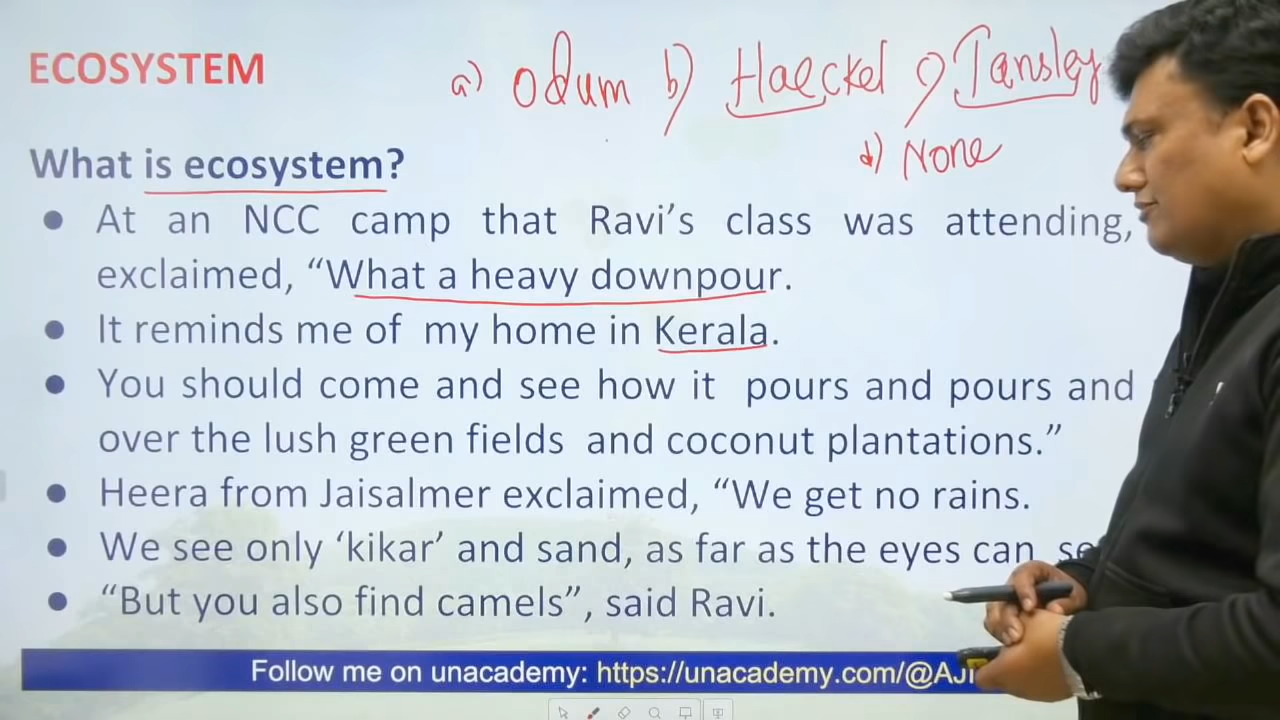 ECOSYSTEM
a) Odum b) Haeckel c) Tansley
d) None
What is ecosystem?
• At an NCC camp that Ravi’s class was attending,
exclaimed, “What a heavy downpour.
• It reminds me of my home in Kerala.
• You should come and see how it pours and pours and
over the lush green fields and coconut plantations.”
• Heera from Jaisalmer exclaimed, “We get no rains.
• We see only ‘kikar’ and sand, as far as the eyes can
• “But you also find camels”, said Ravi.
Follow me on unacademy: https://unacademy.com/@AJ